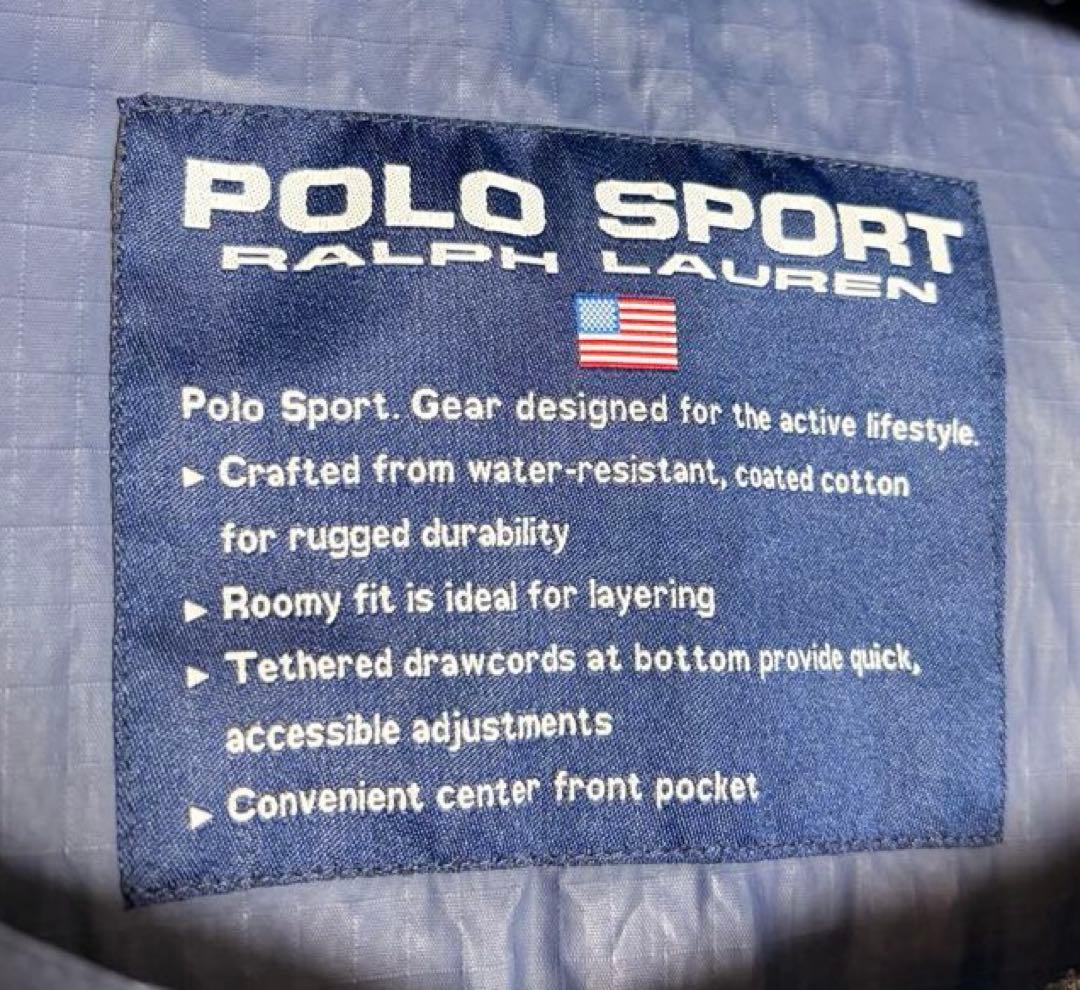 POLO SPORT
RALPH LAUREN
Polo Sport. Gear designed for the active lifestyle.
▶ Crafted from water-resistant, coated cotton
for rugged durability
▶ Roomy fit is ideal for layering
▶ Tethered drawcords at bottom provide quick,
accessible adjustments
▶ Convenient center front pocket